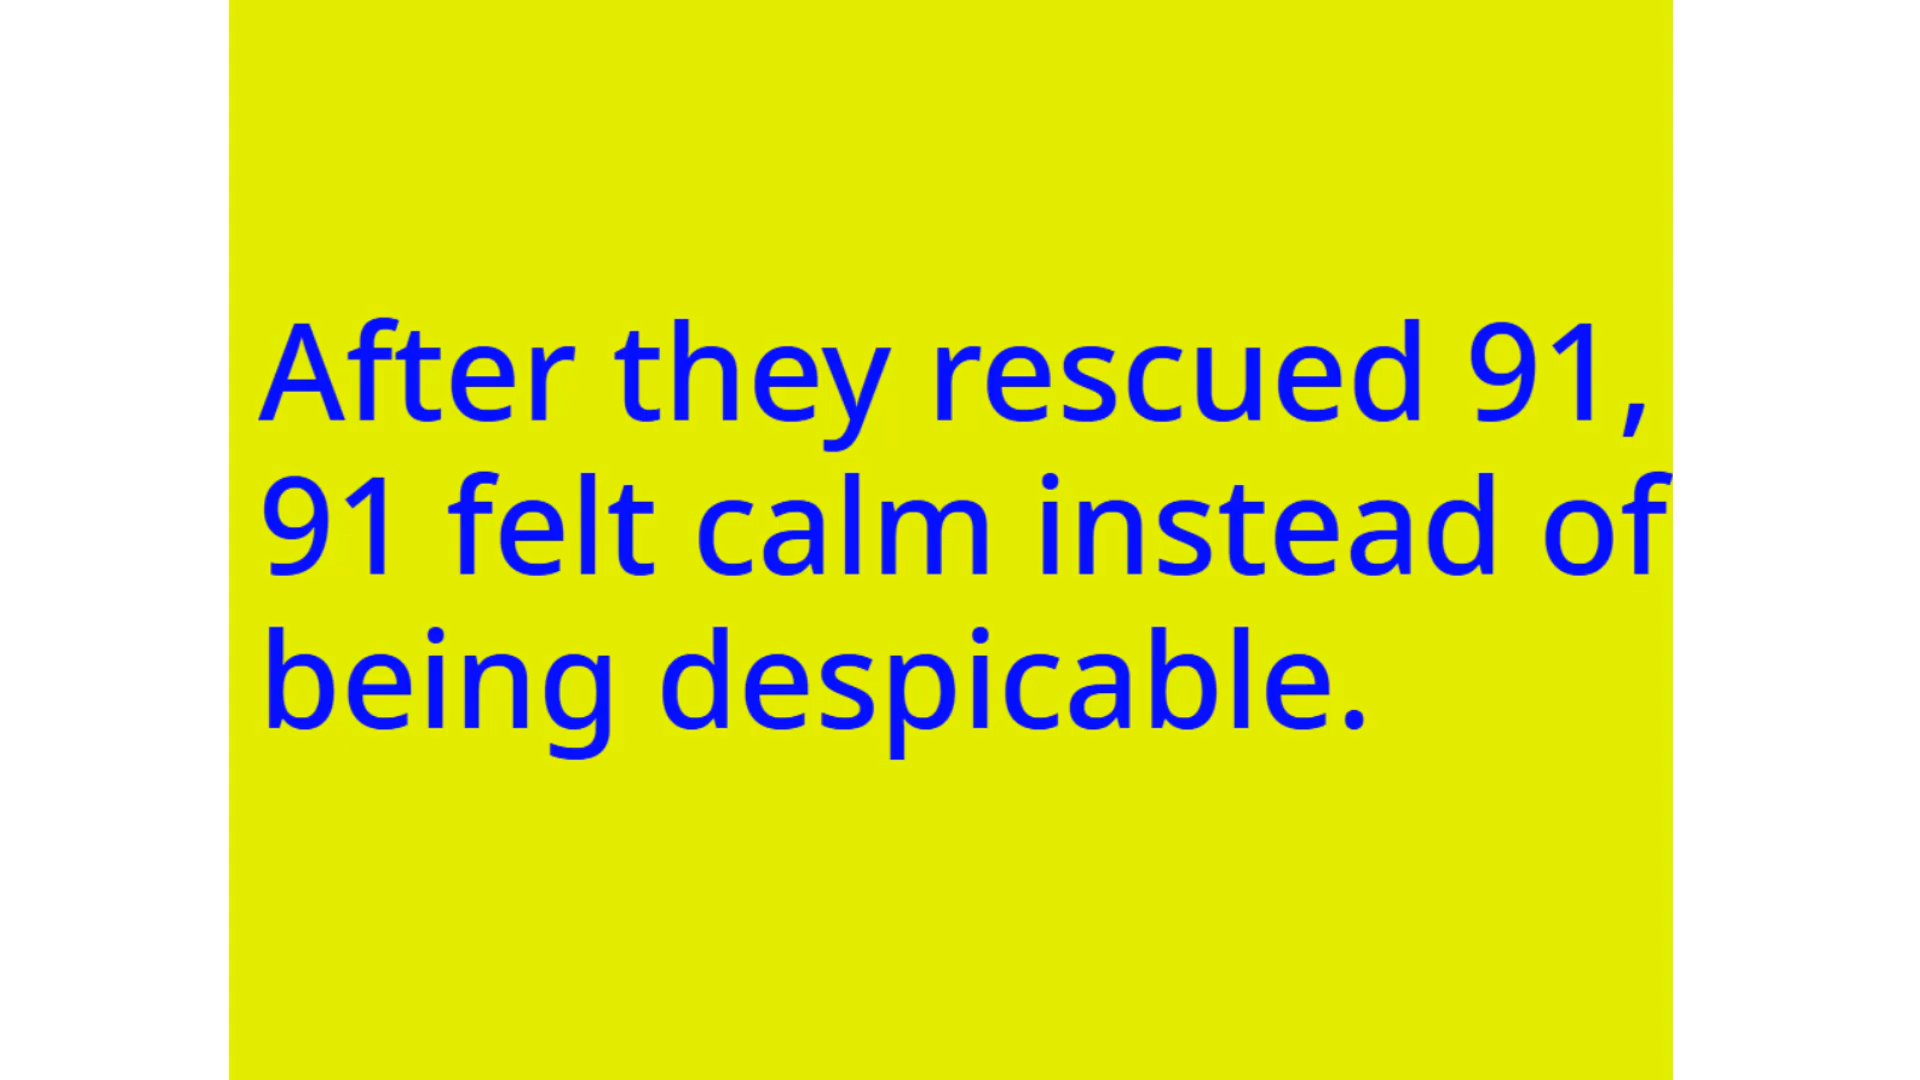 After they rescued 91,
91 felt calm instead of
being despicable.